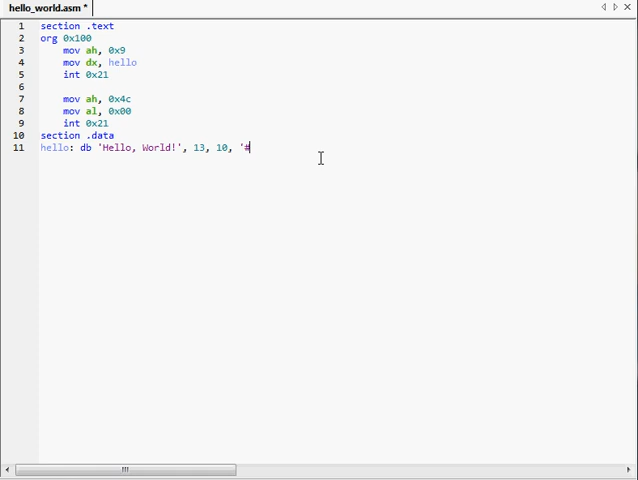 hello_world.asm *
1 section .text
2 org 0x100
3 mov ah, 0x9
4 mov dx, hello
5 int 0x21
6
7 mov ah, 0x4c
8 mov al, 0x00
9 int 0x21
10 section .data
11 hello: db 'Hello, World!', 13, 10, '#